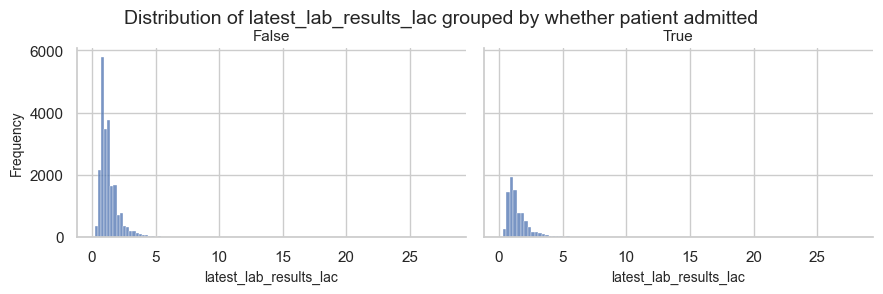 Distribution of latest_lab_results_lac grouped by whether patient admitted
False
True
6000
4000
2000
0
Frequency
0 5 10 15 20 25
0 5 10 15 20 25
latest_lab_results_lac
latest_lab_results_lac